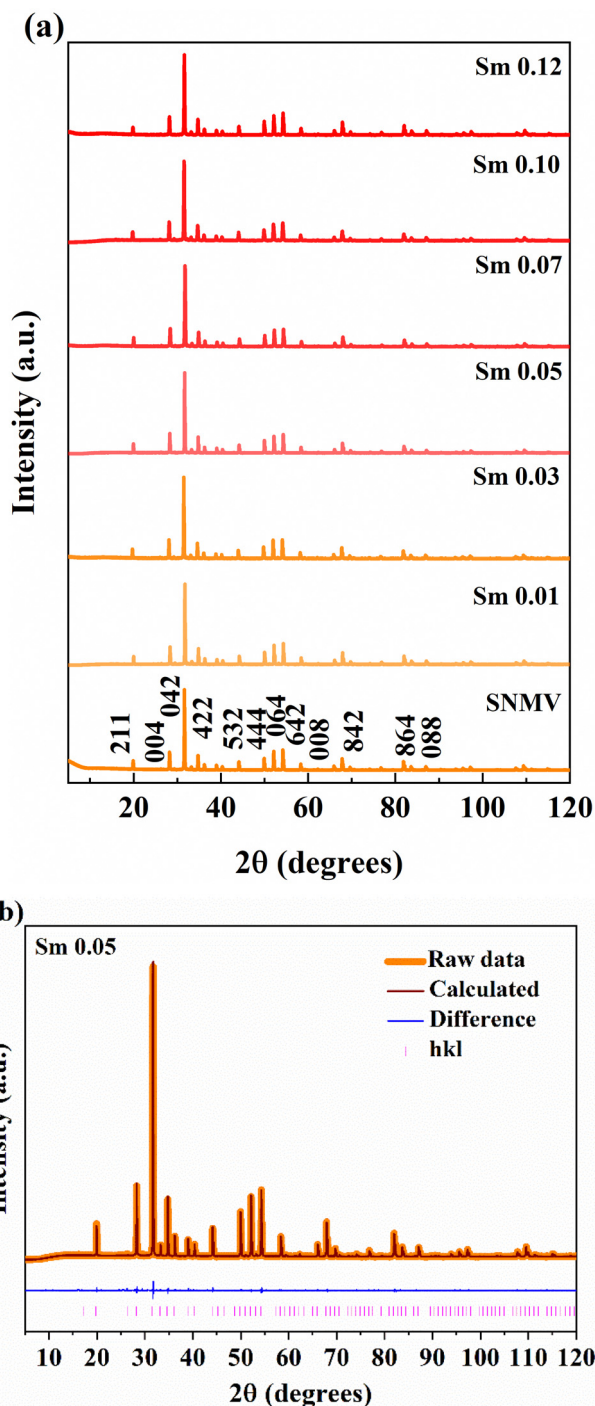 (a)
Sm 0.12
Sm 0.10
Sm 0.07
Sm 0.05
Sm 0.03
Sm 0.01
SNMV
211
004
042
422
532
444
064
642
008
842
864
088
20 40 60 80 100 120
2θ (degrees)
Intensity (a.u.)
b)
Sm 0.05
Raw data
Calculated
Difference
hkl
10 20 30 40 50 60 70 80 90 100 110 120
2θ (degrees)
Intensity (a.u.)